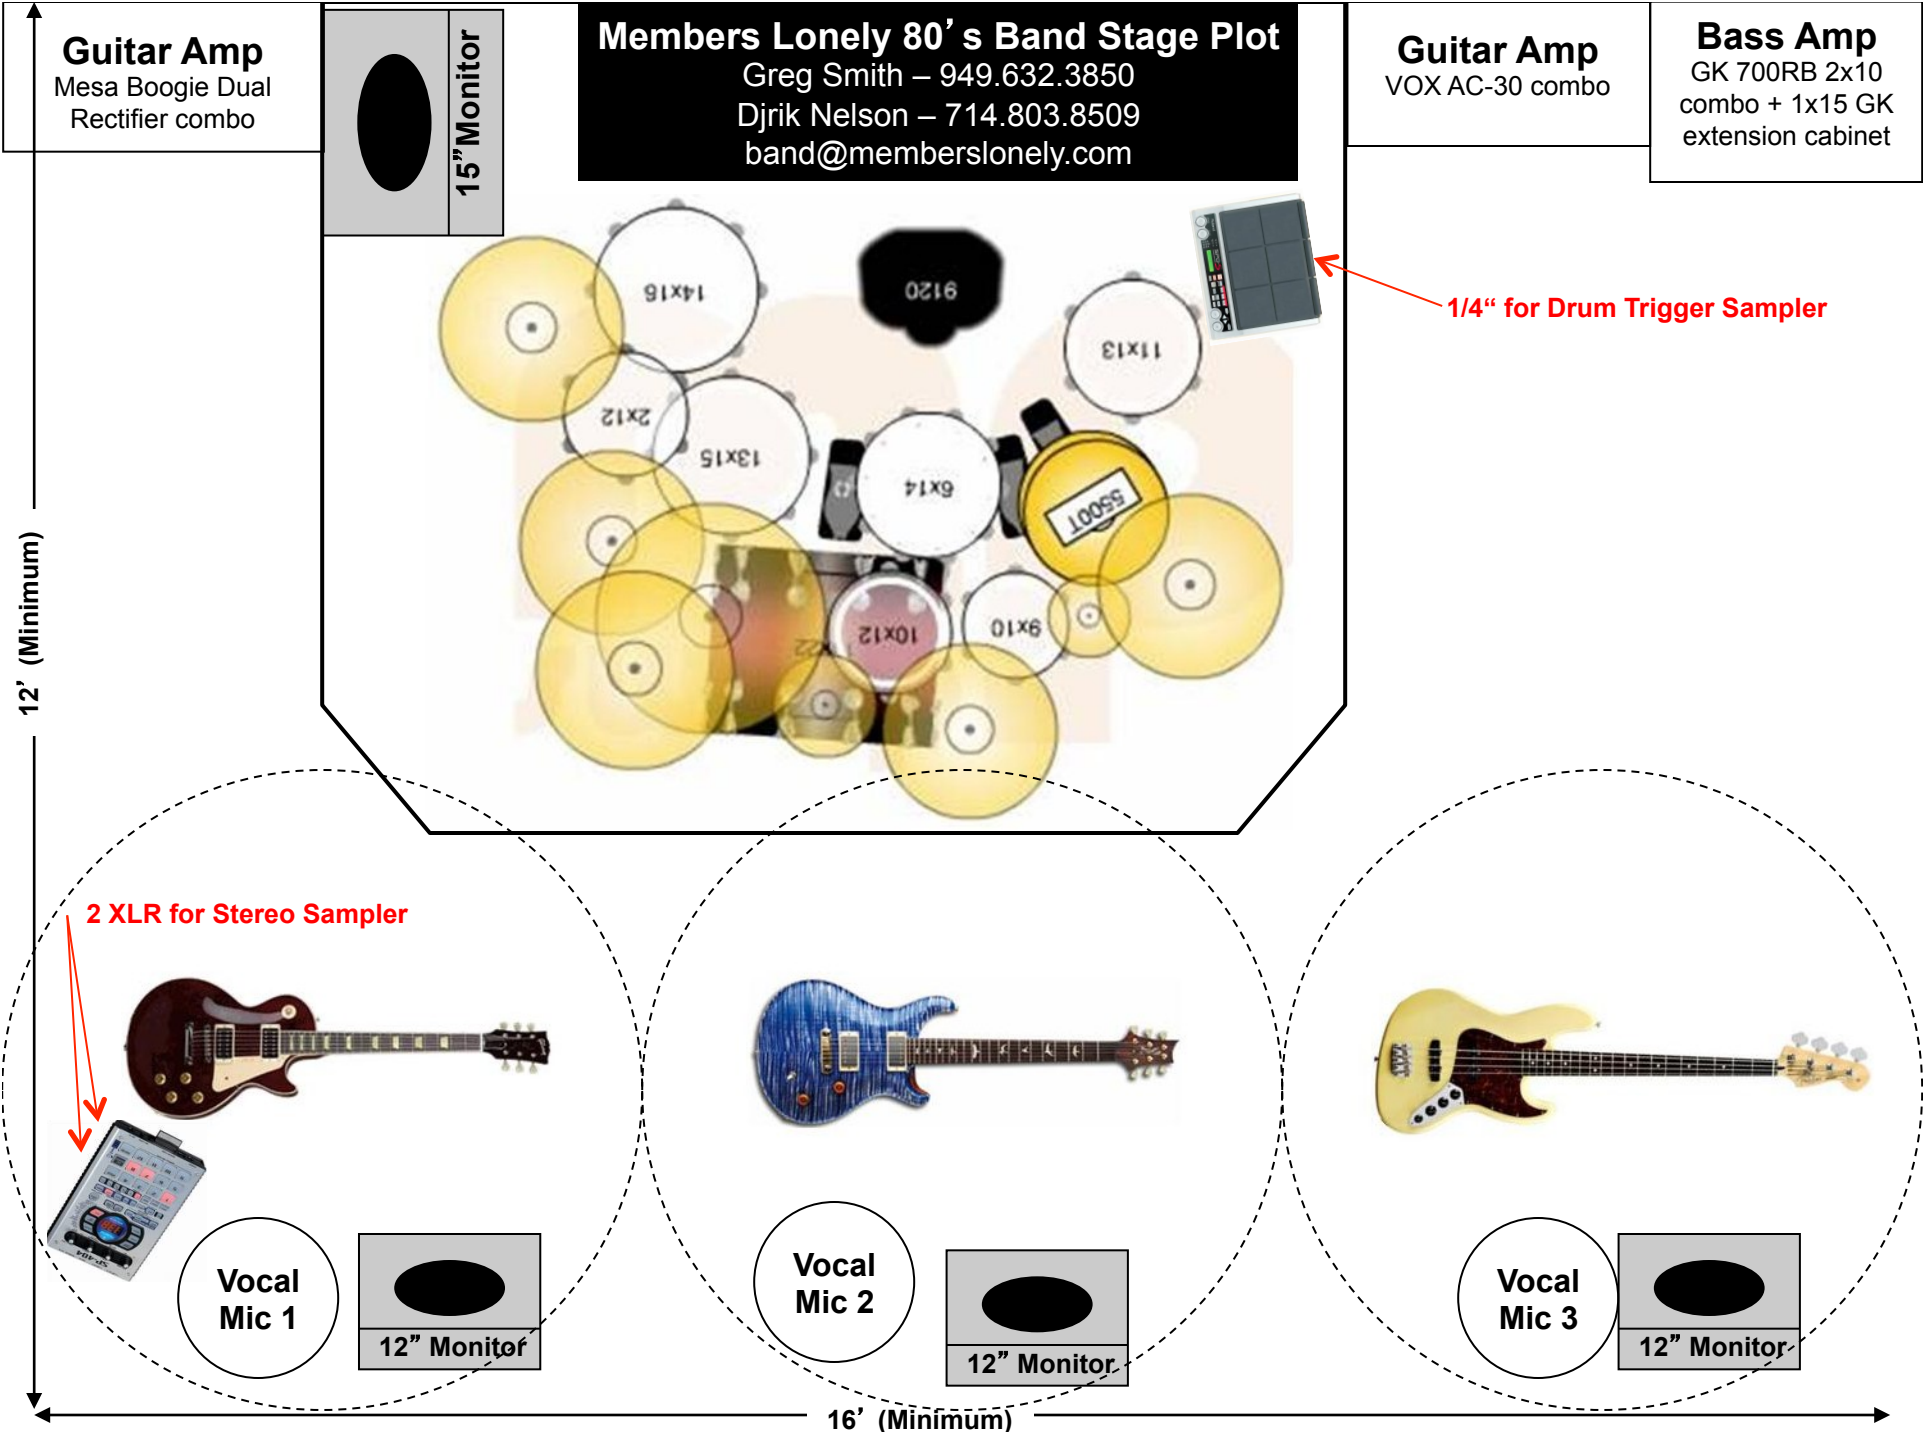 Guitar Amp
Mesa Boogie Dual
Rectifier combo
15”Monitor
Members Lonely 80’s Band Stage Plot
Greg Smith – 949.632.3850
Djrik Nelson – 714.803.8509
band@memberslonely.com
Guitar Amp
VOX AC-30 combo
Bass Amp
GK 700RB 2x10
combo + 1x15 GK
extension cabinet
14x16
9120
11x13
1/4“ for Drum Trigger Sampler
2x12
13x15
6x14
5500T
10x12
9x10
12’ (Minimum)
2 XLR for Stereo Sampler
SP-404
Vocal
Mic 1
12” Monitor
Vocal
Mic 2
12” Monitor
Vocal
Mic 3
12” Monitor
16’ (Minimum)